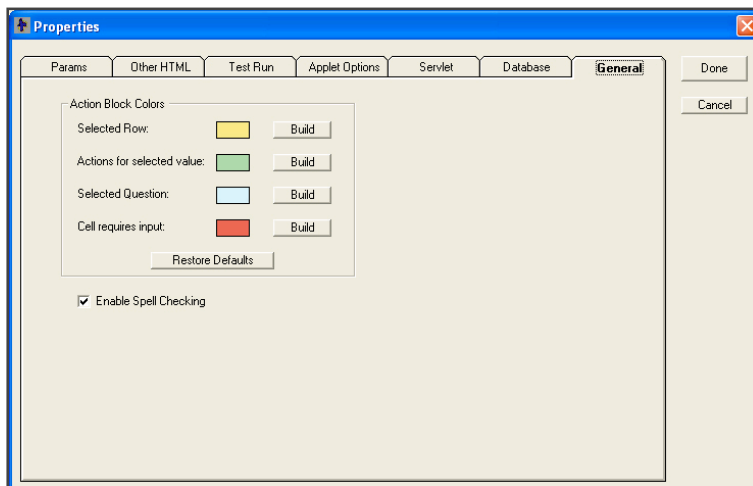 Properties
Params Other HTML Test Run Applet Options Servlet Database General
Done
Cancel
Action Block Colors
Selected Row: Build
Actions for selected value: Build
Selected Question: Build
Cell requires input: Build
Restore Defaults
Enable Spell Checking